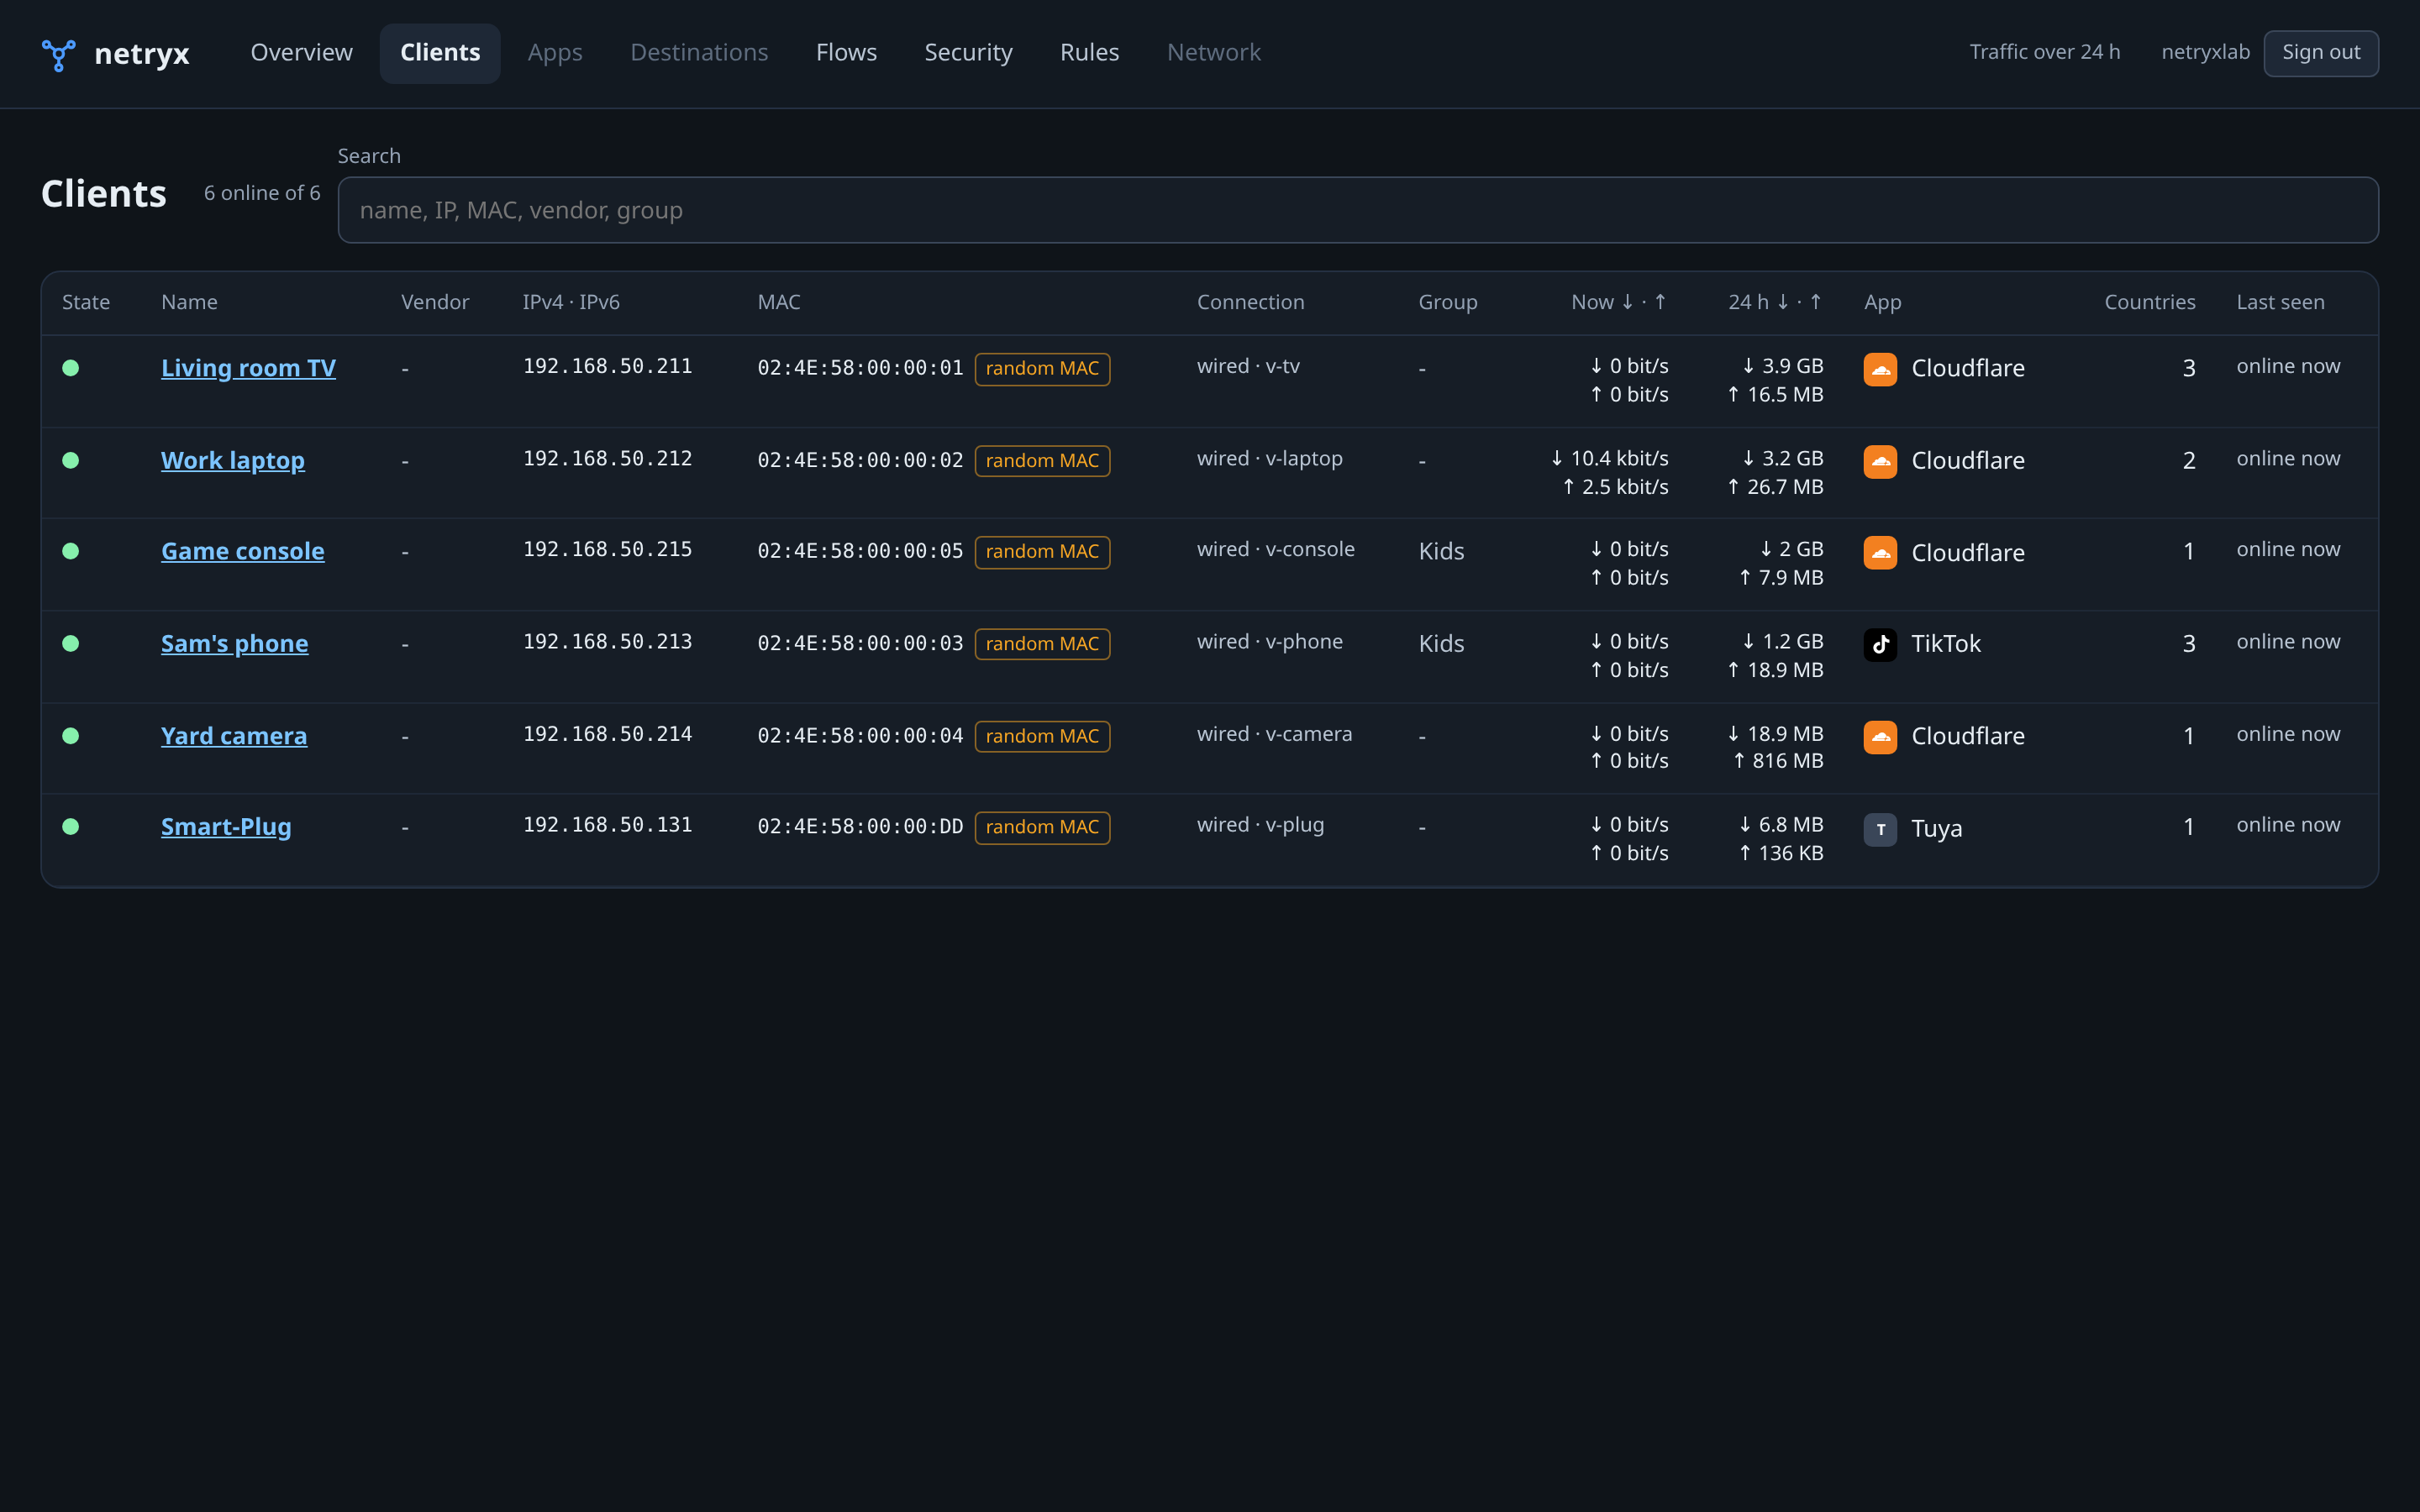 netryx Overview Clients Apps Destinations Flows Security Rules Network Traffic over 24 h netryxlab Sign out
Search
Clients 6 online of 6 name, IP, MAC, vendor, group
State Name Vendor IPv4 · IPv6 MAC Connection Group Now ↓ · ↑ 24 h ↓ · ↑ App Countries Last seen
Living room TV - 192.168.50.211 02:4E:58:00:00:01 random MAC wired · v-tv - ↓ 0 bit/s ↓ 3.9 GB Cloudflare 3 online now
↑ 0 bit/s ↑ 16.5 MB
Work laptop - 192.168.50.212 02:4E:58:00:00:02 random MAC wired · v-laptop - ↓ 10.4 kbit/s ↓ 3.2 GB Cloudflare 2 online now
↑ 2.5 kbit/s ↑ 26.7 MB
Game console - 192.168.50.215 02:4E:58:00:00:05 random MAC wired · v-console Kids ↓ 0 bit/s ↓ 2 GB Cloudflare 1 online now
↑ 0 bit/s ↑ 7.9 MB
Sam's phone - 192.168.50.213 02:4E:58:00:00:03 random MAC wired · v-phone Kids ↓ 0 bit/s ↓ 1.2 GB TikTok 3 online now
↑ 0 bit/s ↑ 18.9 MB
Yard camera - 192.168.50.214 02:4E:58:00:00:04 random MAC wired · v-camera - ↓ 0 bit/s ↓ 18.9 MB Cloudflare 1 online now
↑ 0 bit/s ↑ 816 MB
Smart-Plug - 192.168.50.131 02:4E:58:00:00:DD random MAC wired · v-plug - ↓ 0 bit/s ↓ 6.8 MB T Tuya 1 online now
↑ 0 bit/s ↑ 136 KB